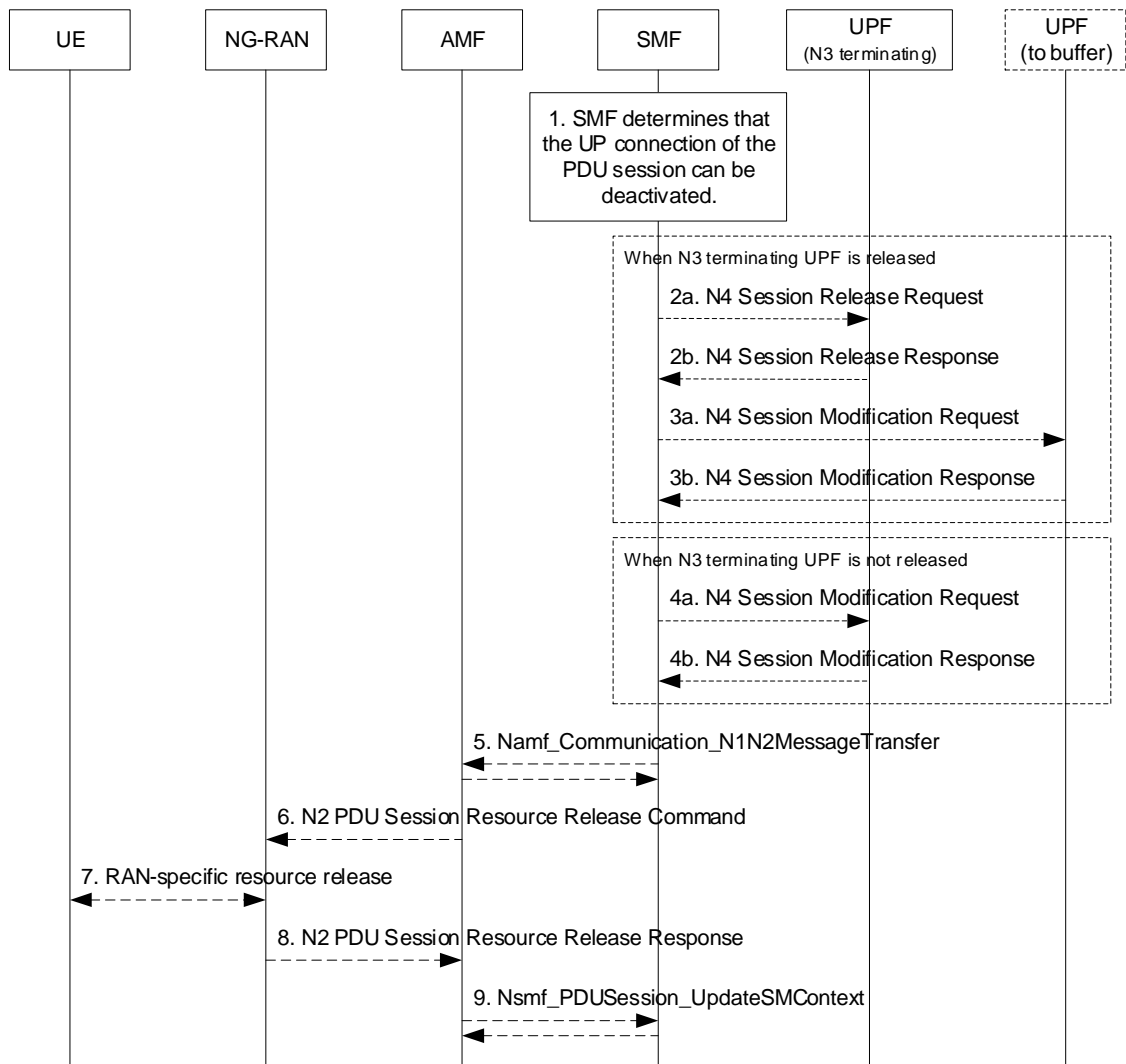 UE
NG-RAN
AMF
SMF
UPF
(N3 terminating)
UPF
(to buffer)
1. SMF determines that
the UP connection of the
PDU session can be
deactivated.
When N3 terminating UPF is released
2a. N4 Session Release Request
2b. N4 Session Release Response
3a. N4 Session Modification Request
3b. N4 Session Modification Response
When N3 terminating UPF is not released
4a. N4 Session Modification Request
4b. N4 Session Modification Response
5. Namf_Communication_N1N2MessageTransfer
6. N2 PDU Session Resource Release Command
7. RAN-specific resource release
8. N2 PDU Session Resource Release Response
9. Nsmf_PDUSession_UpdateSMContext